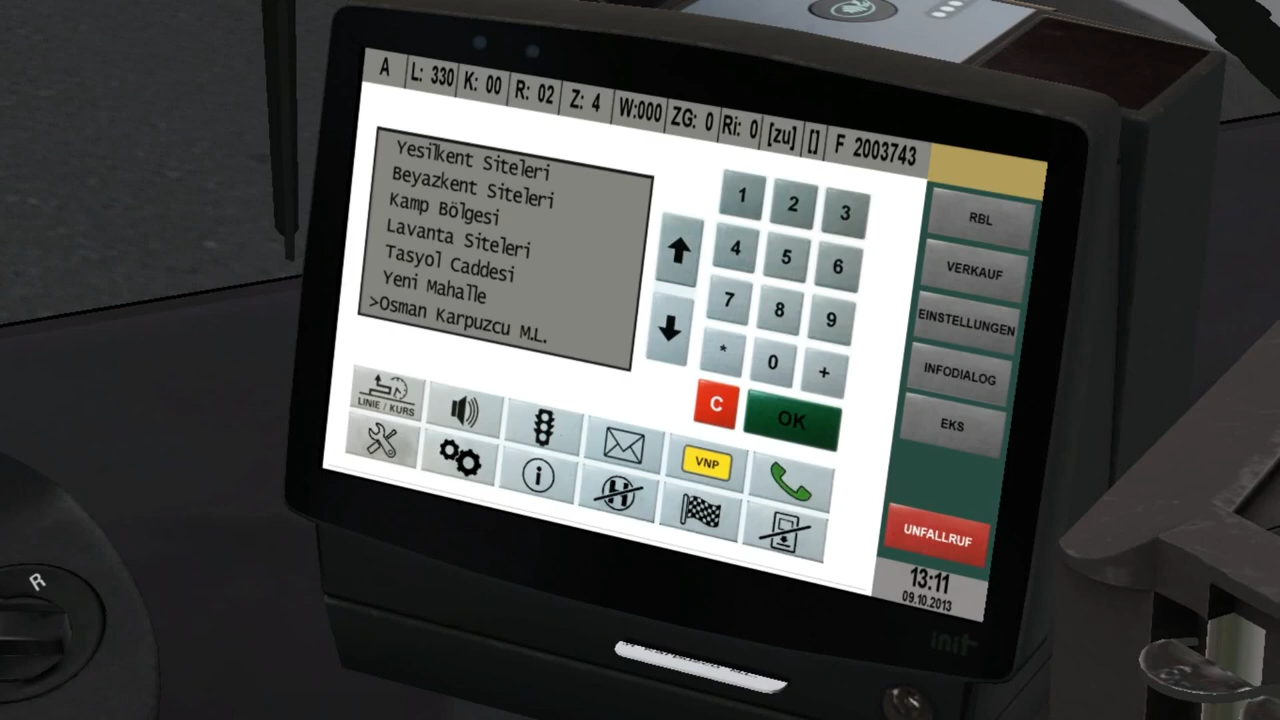 A L: 330 K: 00 R: 02 Z: 4 W:000 ZG: 0 Ri: 0 [zu] [] F 2003743
Yesilkent Siteleri
Beyazkent Siteleri
Kamp Bölgesi
Lavanta Siteleri
Tasyol Caddesi
Yeni Mahalle
>Osman Karpuzcu M.L.
1 2 3
4 5 6
7 8 9
* 0 +
C OK
RBL
VERKAUF
EINSTELLUNGEN
INFODIALOG
EKS
LINIE / KURS
VNP
i
H
UNFALLRUF
13:11
09.10.2013
init
R